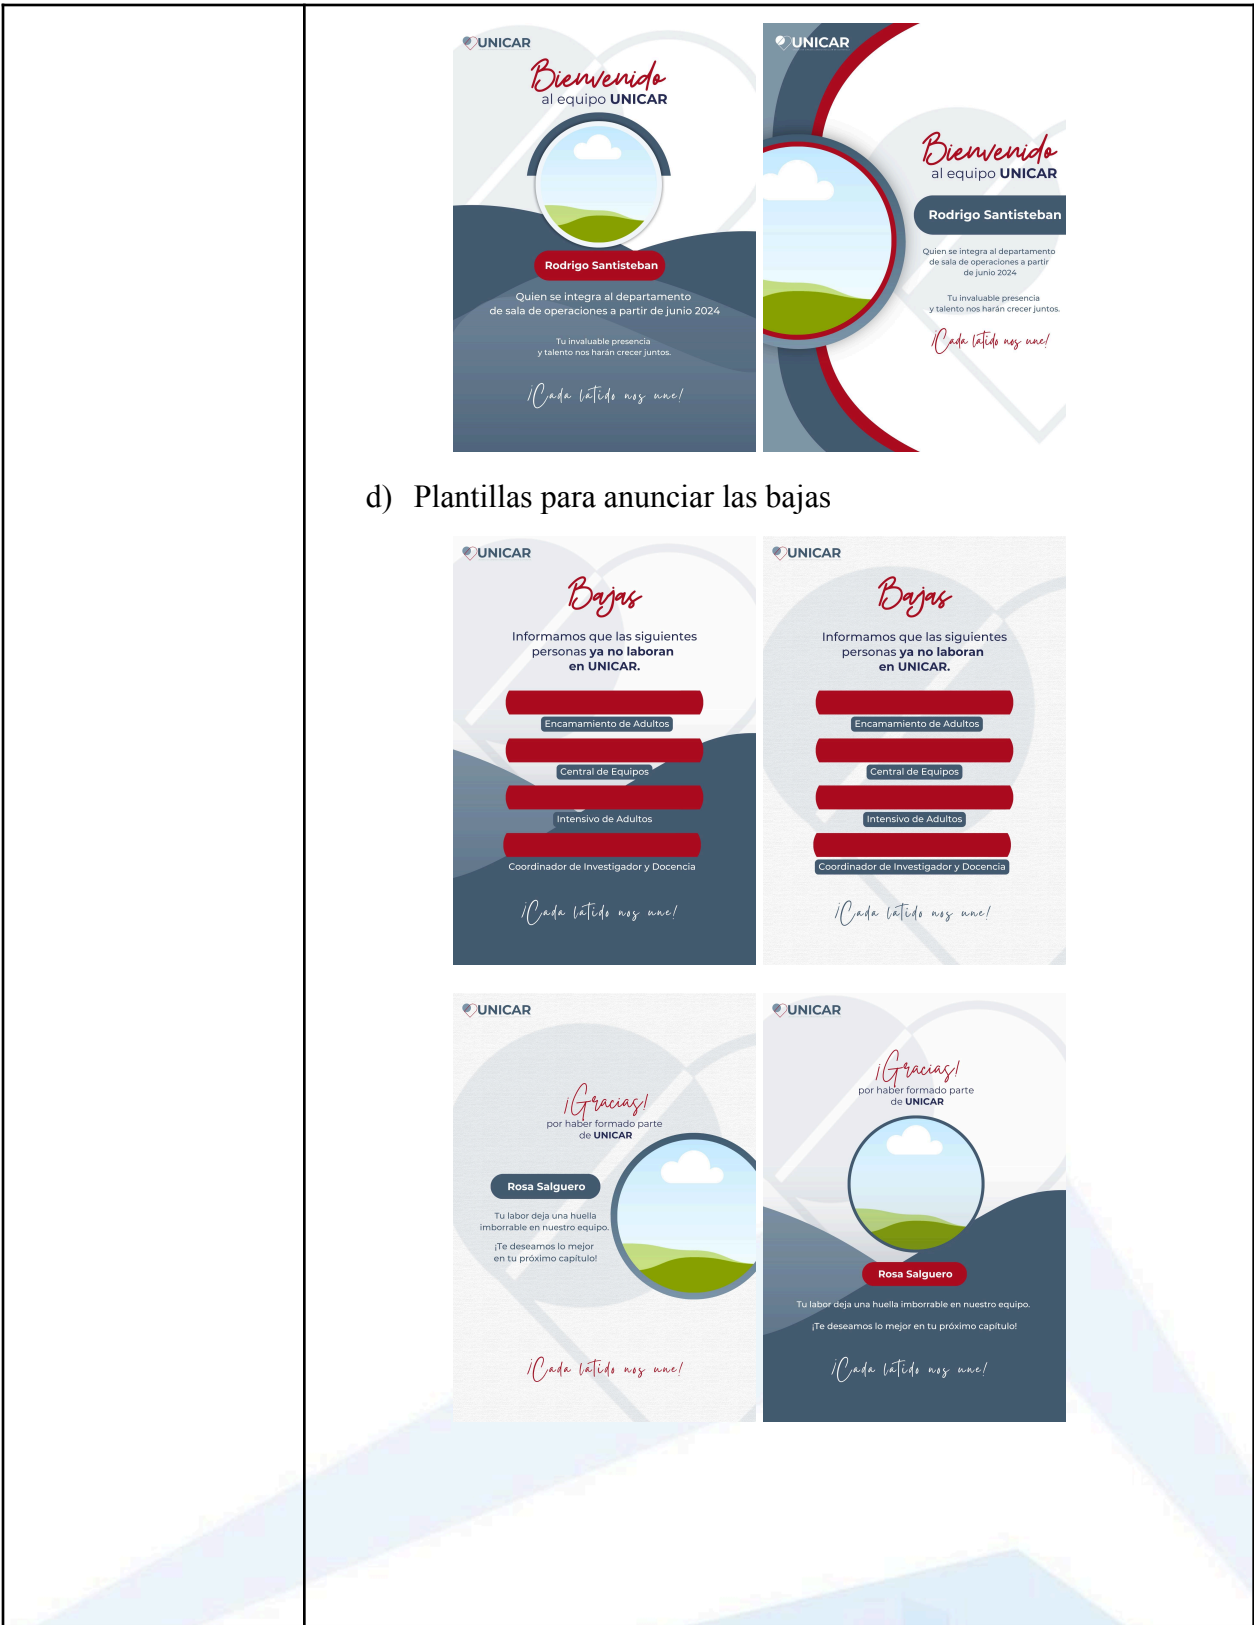 UNICAR
Bienvenido
al equipo UNICAR
Rodrigo Santisteban
Quien se integra al departamento
de sala de operaciones a partir de junio 2024
Tu invaluable presencia
y talento nos harán crecer juntos.
¡Cada latido nos une!
UNICAR
Bienvenido
al equipo UNICAR
Rodrigo Santisteban
Quien se integra al departamento
de sala de operaciones a partir
de junio 2024
Tu invaluable presencia
y talento nos harán crecer juntos.
¡Cada latido nos une!
d) Plantillas para anunciar las bajas
UNICAR
Bajas
Informamos que las siguientes
personas ya no laboran
en UNICAR.
Encamamiento de Adultos
Central de Equipos
Intensivo de Adultos
Coordinador de Investigador y Docencia
¡Cada latido nos une!
UNICAR
Bajas
Informamos que las siguientes
personas ya no laboran
en UNICAR.
Encamamiento de Adultos
Central de Equipos
Intensivo de Adultos
Coordinador de Investigador y Docencia
¡Cada latido nos une!
UNICAR
¡Gracias!
por haber formado parte
de UNICAR
Rosa Salguero
Tu labor deja una huella
imborrable en nuestro equipo.
¡Te deseamos lo mejor
en tu próximo capítulo!
¡Cada latido nos une!
UNICAR
¡Gracias!
por haber formado parte
de UNICAR
Rosa Salguero
Tu labor deja una huella imborrable en nuestro equipo.
¡Te deseamos lo mejor en tu próximo capítulo!
¡Cada latido nos une!